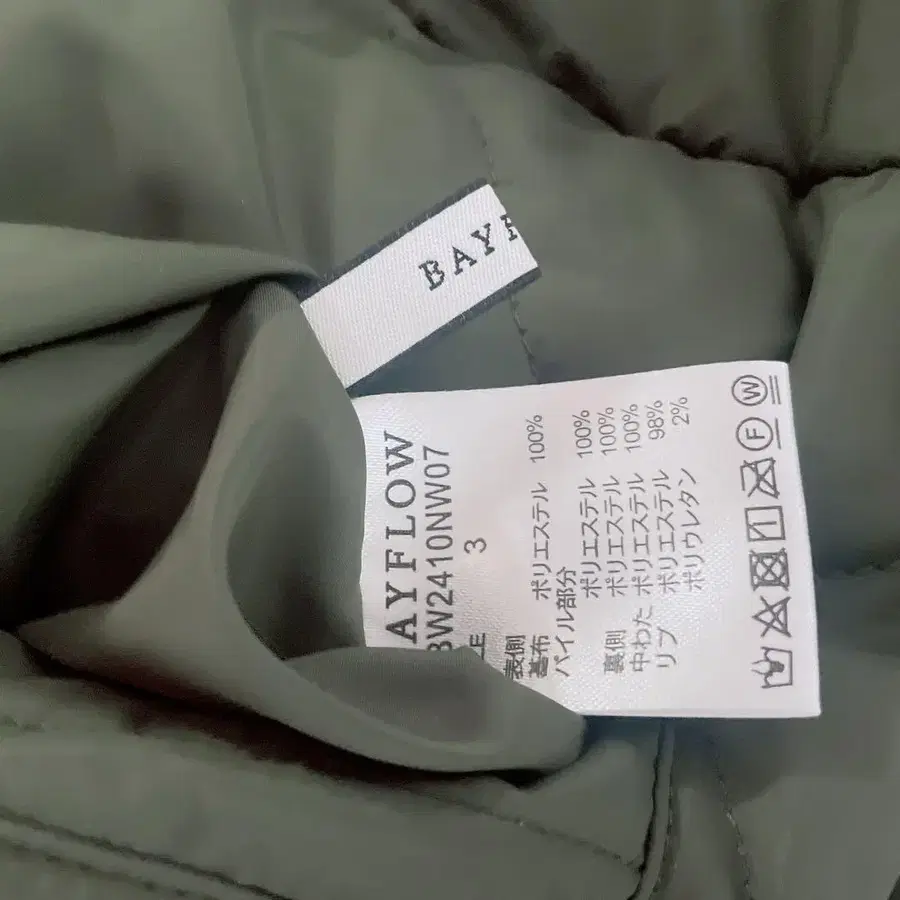 BAYF
AYFLOW
BW2410NW07
LE 3
表側
基布 ポリエステル 100%
パイル部分
ポリエステル 100%
裏側 ポリエステル 100%
中わた ポリエステル 100%
リブ ポリエステル 98%
ポリウレタン 2%
F W